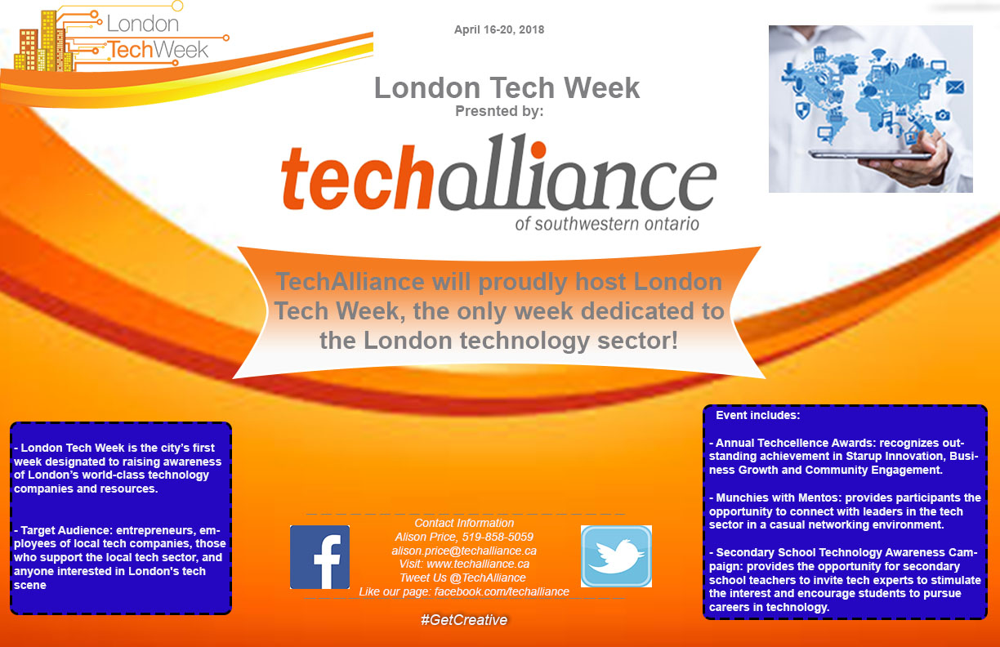 London
TechWeek
April 16-20, 2018
London Tech Week
Presnted by:
techalliance
of southwestern ontario
TechAlliance will proudly host London
Tech Week, the only week dedicated to
the London technology sector!
- London Tech Week is the city's first
week designated to raising awareness
of London's world-class technology
companies and resources.
- Target Audience: entrepreneurs, em-
ployees of local tech companies, those
who support the local tech sector, and
anyone interested in London's tech
scene
Contact Information
Alison Price, 519-858-5059
alison.price@techalliance.ca
Visit: www.techalliance.ca
Tweet Us @TechAlliance
Like our page: facebook.com/techalliance
#GetCreative
Event includes:
- Annual Techcellence Awards: recognizes out-
standing achievement in Starup Innovation, Busi-
ness Growth and Community Engagement.
- Munchies with Mentos: provides participants the
opportunity to connect with leaders in the tech
sector in a casual networking environment.
- Secondary School Technology Awareness Cam-
paign: provides the opportunity for secondary
school teachers to invite tech experts to stimulate
the interest and encourage students to pursue
careers in technology.